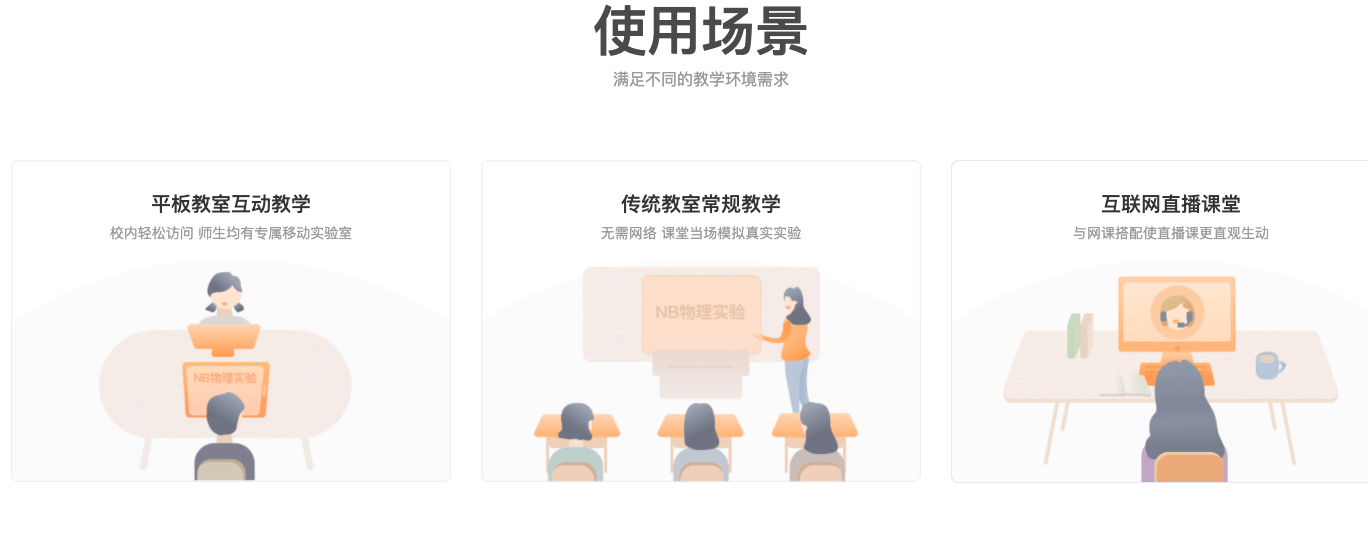 使用场景
满足不同的教学环境需求
平板教室互动教学
校内轻松访问 师生均有专属移动实验室
NB物理实验
传统教室常规教学
无需网络 课堂当场模拟真实实验
NB物理实验
互联网直播课堂
与网课搭配使直播课更直观生动